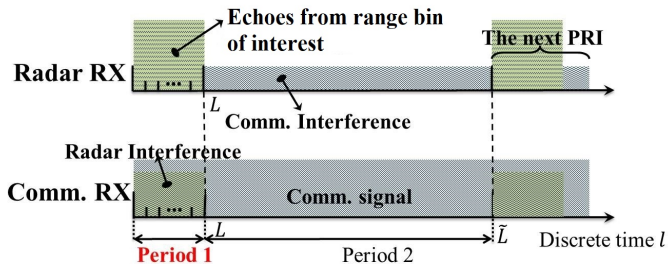 Echoes from range bin
of interest
The next PRI
Radar RX
...
L
Comm. Interference
Radar Interference
Comm. RX
Comm. signal
...
L
L̃
Discrete time l
Period 1
Period 2